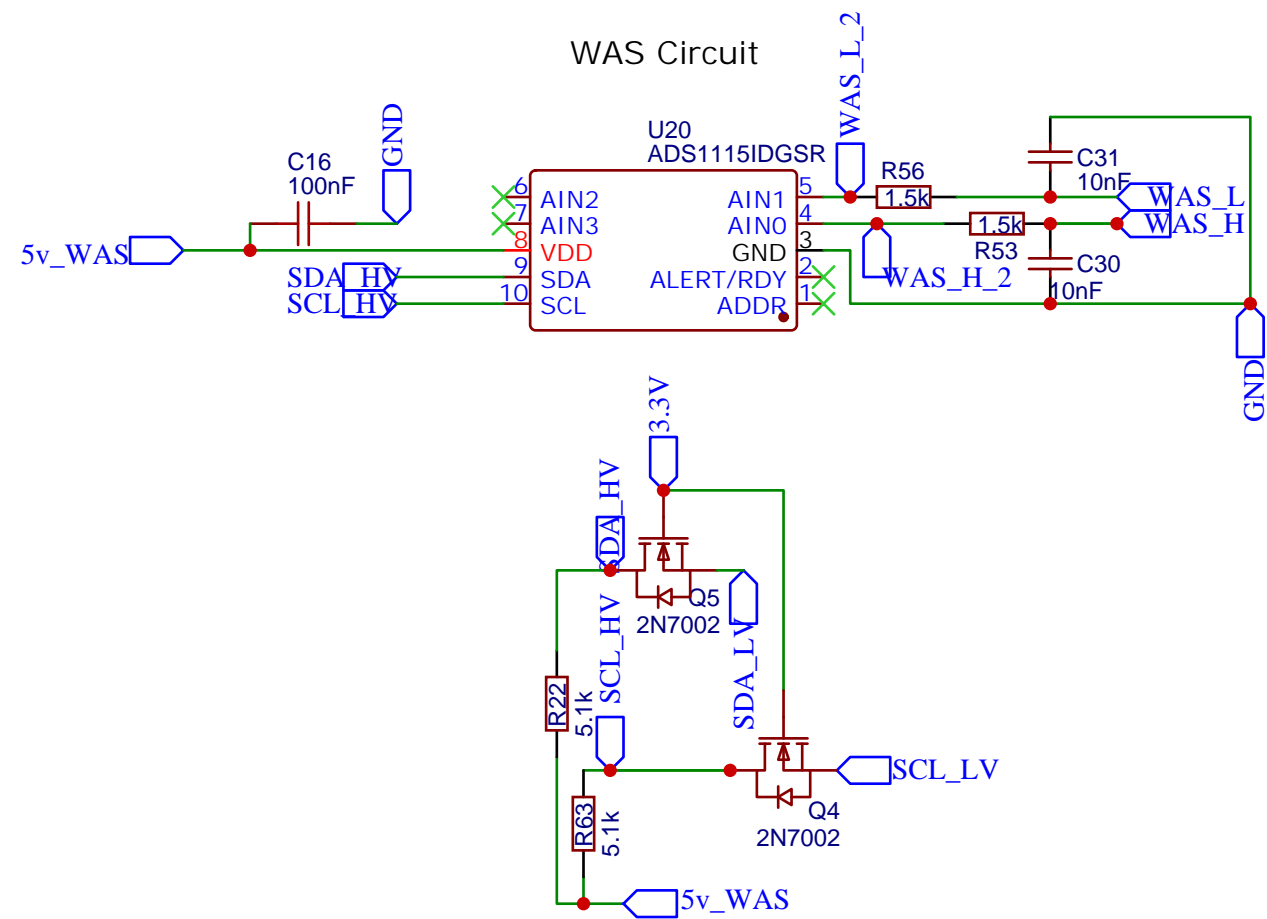 WAS Circuit
WAS_L_2
GND
U20
ADS1115IDGSR
C16
100nF
R56
1.5k
C31
10nF
6 AIN2
7 AIN3
8 VDD
9 SDA
10 SCL
AIN1 5
AIN0 4
GND 3
ALERT/RDY 2
ADDR 1
WAS_L
WAS_H
1.5k
R53
5v_WAS
SDA_HV
SCL_HV
WAS_H_2
C30
10nF
GND
3.3V
SDA_HV
Q5
2N7002
SCL_HV
SDA_LV
R22
5.1k
SCL_LV
Q4
2N7002
R63
5.1k
5v_WAS